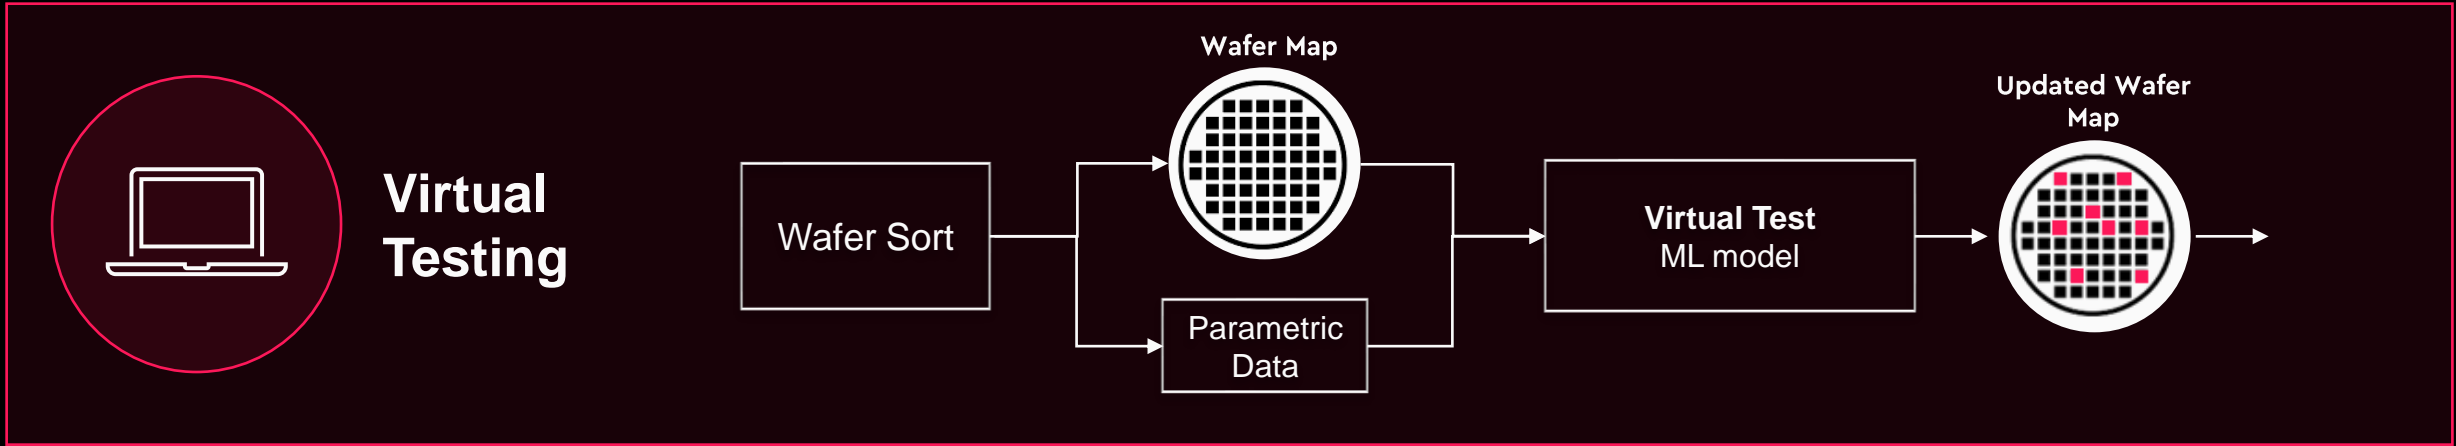 Virtual
Testing
Wafer Sort
Wafer Map
Parametric
Data
Virtual Test
ML model
Updated Wafer
Map